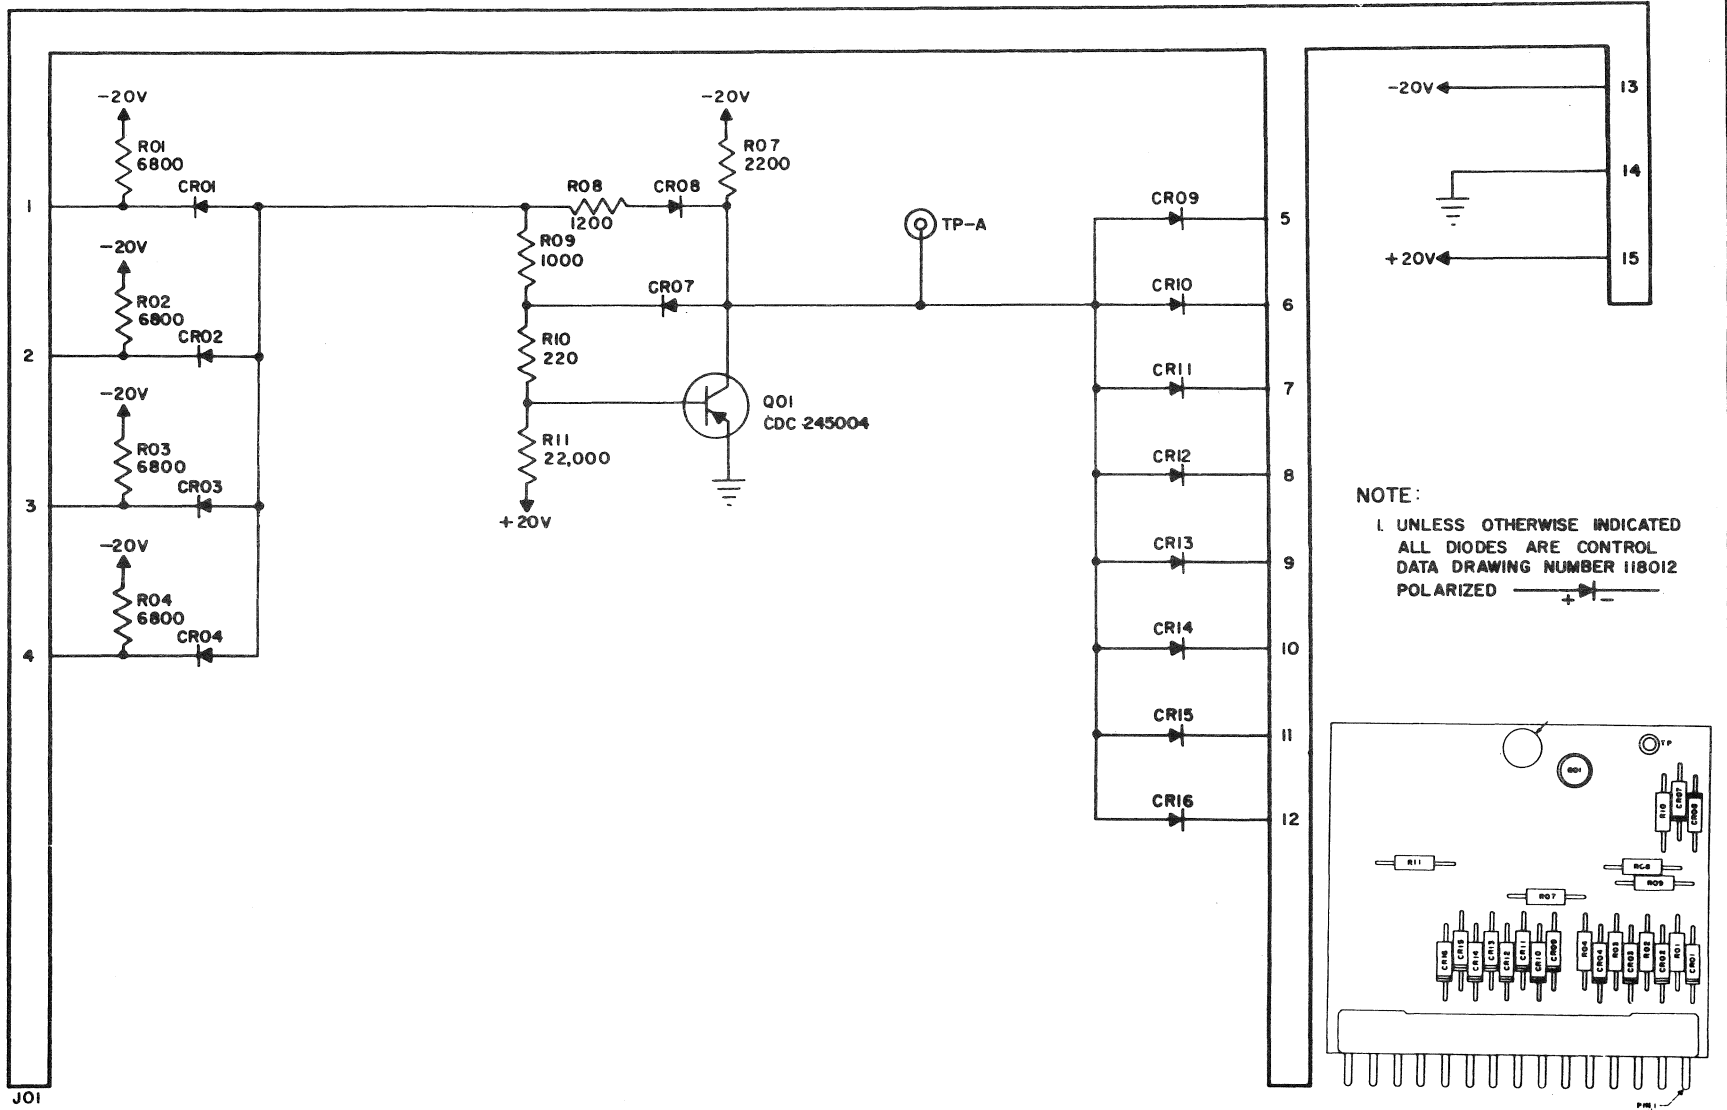 -20V
R01
6800
CR01
1
-20V
R02
6800
CR02
2
-20V
R03
6800
CR03
3
-20V
R04
6800
CR04
4
J01
-20V
R07
2200
R08
1200
CR08
R09
1000
CR07
R10
220
R11
22,000
+20V
Q01
CDC 245004
TP-A
CR09
5
CR10
6
CR11
7
CR12
8
CR13
9
CR14
10
CR15
11
CR16
12
-20V
13
14
+20V
15
NOTE:
1. UNLESS OTHERWISE INDICATED
ALL DIODES ARE CONTROL
DATA DRAWING NUMBER 118012
POLARIZED + -
TP
Q01
R10
CR07
CR08
R11
R08
R09
R07
CR16
CR15
CR14
CR13
CR12
CR11
CR10
CR09
R04
CR04
R03
CR03
R02
CR02
R01
CR01
PIN 1